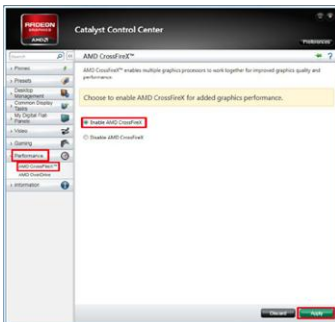 RADEON
GRAPHICS
AMD
Catalyst Control Center
Preferences
Search
Pinned
Presets
Desktop
Management
Common Display
Tasks
My Digital Flat-
Panels
Video
Gaming
Performance
AMD CrossFireX™
AMD OverDrive
Information
AMD CrossFireX™
AMD CrossFireX™ enables multiple graphics processors to work together for improved graphics quality and
performance.
Choose to enable AMD CrossFireX for added graphics performance.
Enable AMD CrossFireX
Disable AMD CrossFireX
Discard
Apply